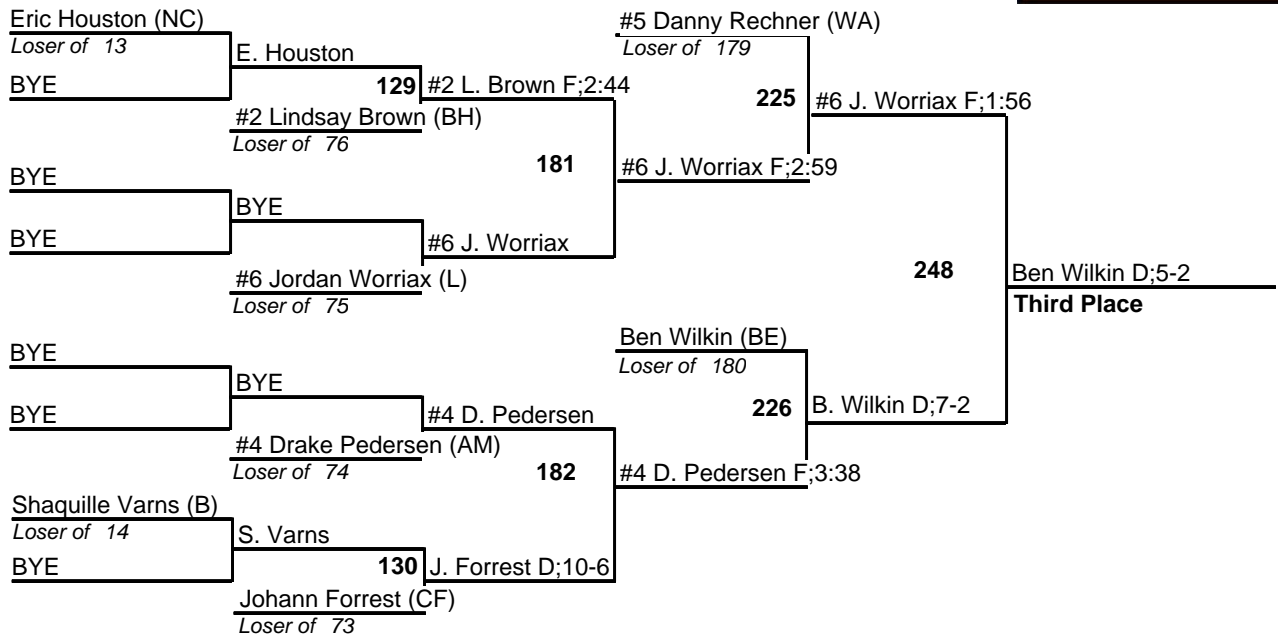 Eric Houston (NC)
Loser of 13
E. Houston
BYE
129
#2 L. Brown F;2:44
#2 Lindsay Brown (BH)
Loser of 76
181
BYE
BYE
BYE
#6 J. Worriax
#6 Jordan Worriax (L)
Loser of 75
#5 Danny Rechner (WA)
Loser of 179
225
#6 J. Worriax F;1:56
#6 J. Worriax F;2:59
248
Ben Wilkin D;5-2
Third Place
BYE
BYE
BYE
#4 D. Pedersen
#4 Drake Pedersen (AM)
Loser of 74
182
Shaquille Varns (B)
Loser of 14
S. Varns
BYE
130
J. Forrest D;10-6
Johann Forrest (CF)
Loser of 73
Ben Wilkin (BE)
Loser of 180
226
B. Wilkin D;7-2
#4 D. Pedersen F;3:38